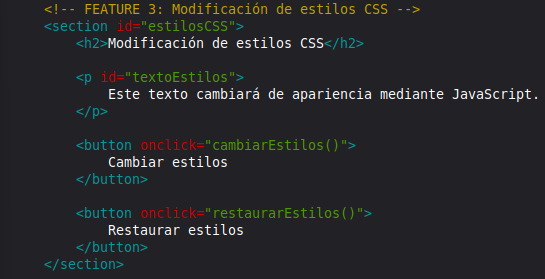 <!-- FEATURE 3: Modificación de estilos CSS -->
<section id="estilosCSS">
<h2>Modificación de estilos CSS</h2>
<p id="textoEstilos">
Este texto cambiará de apariencia mediante JavaScript.
</p>
<button onclick="cambiarEstilos()">
Cambiar estilos
</button>
<button onclick="restaurarEstilos()">
Restaurar estilos
</button>
</section>